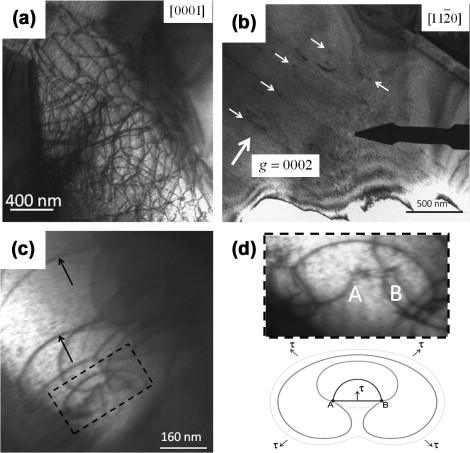 (a)
[0001]
400 nm
(b)
[112̄0]
g = 0002
500 nm
(c)
160 nm
(d)
A B
τ τ
τ
A B
τ τ